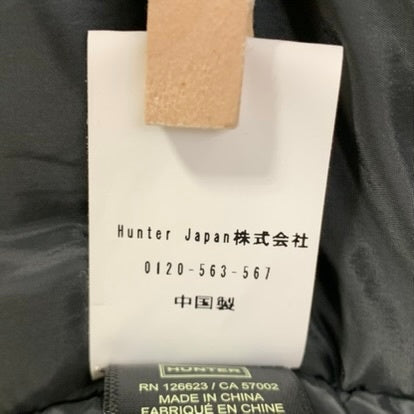 Hunter Japan株式会社
0120-563-567
中国製
HUNTER
RN 126623 / CA 57002
MADE IN CHINA
FABRIQUÉ EN CHINE